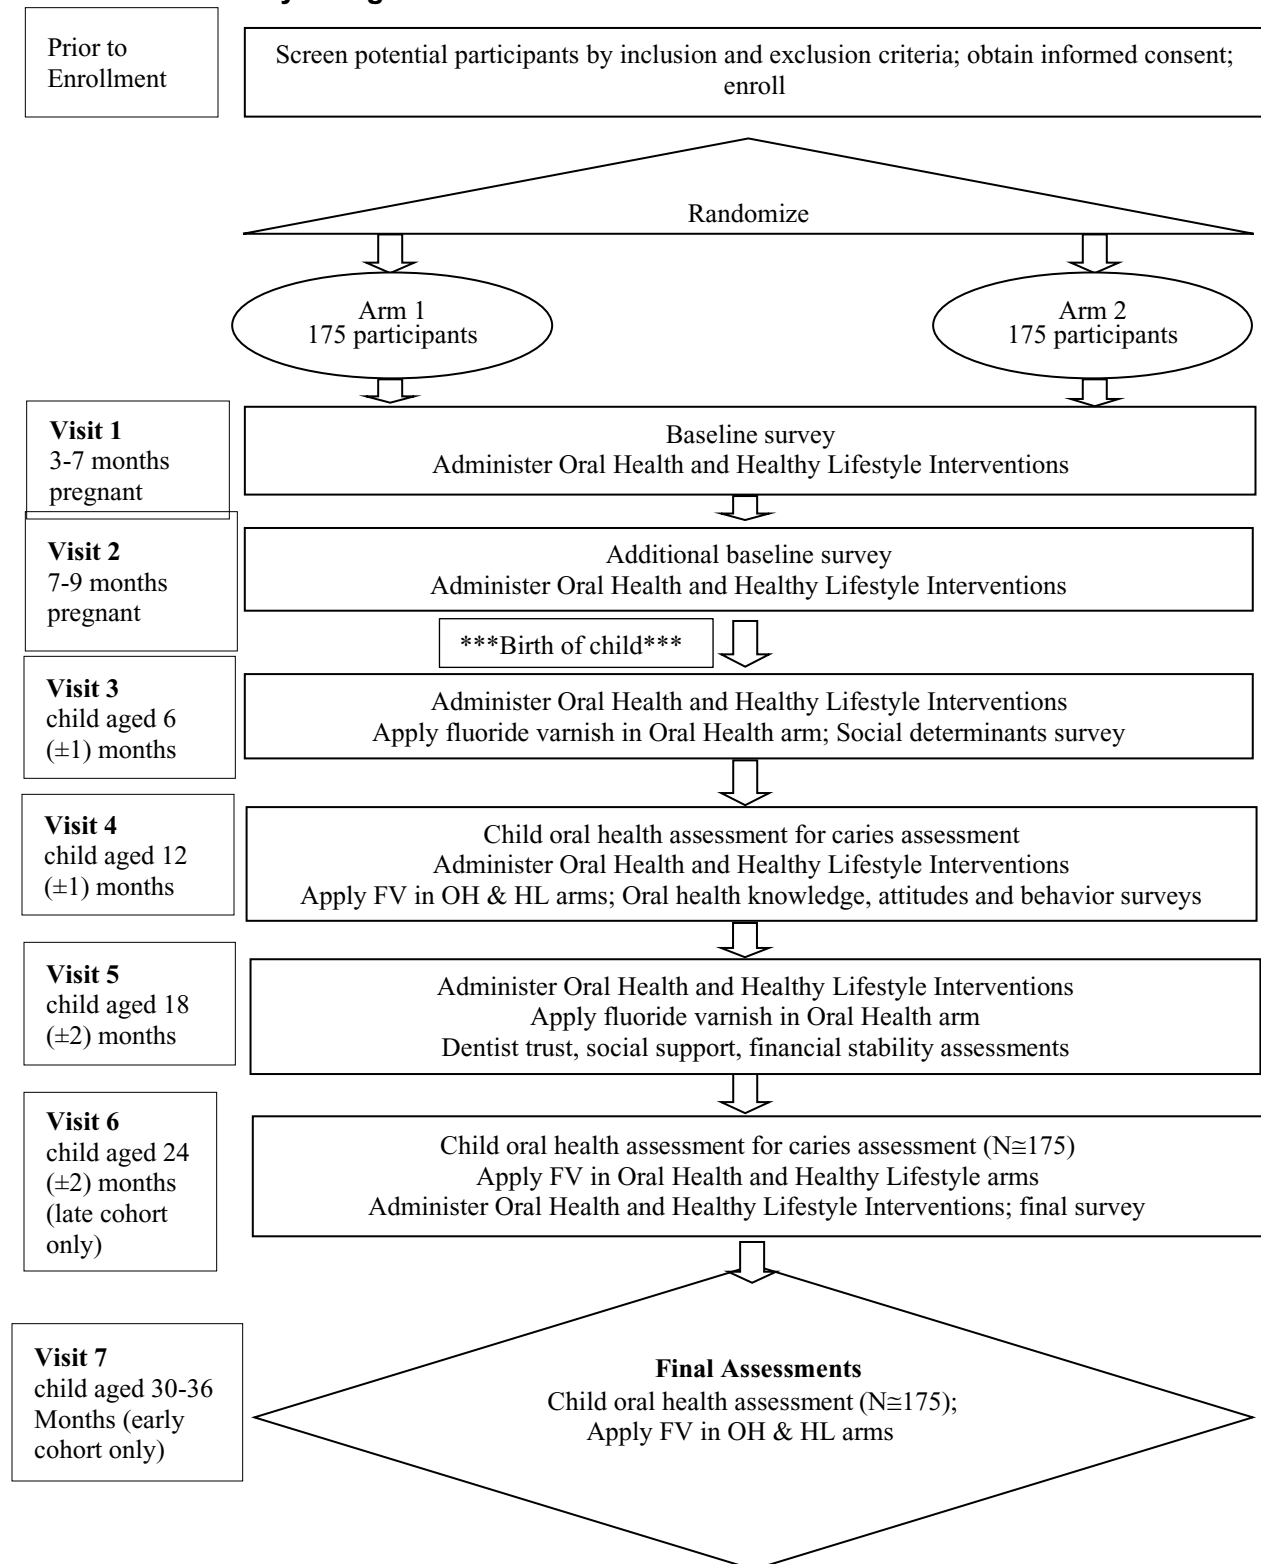 Prior to
Enrollment
Screen potential participants by inclusion and exclusion criteria; obtain informed consent;
enroll
Randomize
Arm 1
175 participants
Arm 2
175 participants
Visit 1
3-7 months
pregnant
Baseline survey
Administer Oral Health and Healthy Lifestyle Interventions
Visit 2
7-9 months
pregnant
Additional baseline survey
Administer Oral Health and Healthy Lifestyle Interventions
***Birth of child***
Visit 3
child aged 6
(±1) months
Administer Oral Health and Healthy Lifestyle Interventions
Apply fluoride varnish in Oral Health arm; Social determinants survey
Visit 4
child aged 12
(±1) months
Child oral health assessment for caries assessment
Administer Oral Health and Healthy Lifestyle Interventions
Apply FV in OH & HL arms; Oral health knowledge, attitudes and behavior surveys
Visit 5
child aged 18
(±2) months
Administer Oral Health and Healthy Lifestyle Interventions
Apply fluoride varnish in Oral Health arm
Dentist trust, social support, financial stability assessments
Visit 6
child aged 24
(±2) months
(late cohort
only)
Child oral health assessment for caries assessment (N≅175)
Apply FV in Oral Health and Healthy Lifestyle arms
Administer Oral Health and Healthy Lifestyle Interventions; final survey
Visit 7
child aged 30-36
Months (early
cohort only)
Final Assessments
Child oral health assessment (N≅175);
Apply FV in OH & HL arms